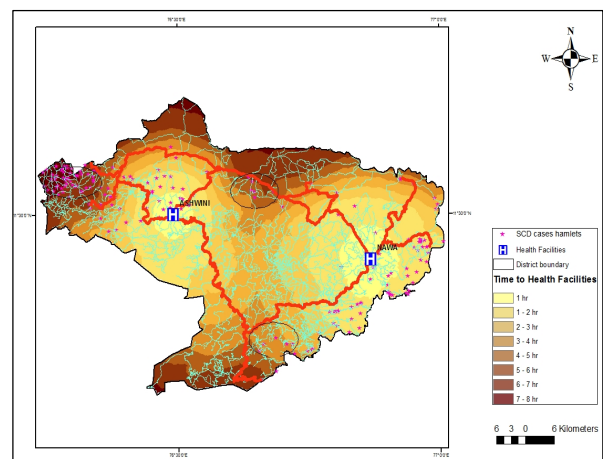 N
W
E
S
H
ASHWINI
H
NAWA
SCD cases hamlets
H
Health Facilities
District boundary
Time to Health Facilities
1 hr
1 - 2 hr
2 - 3 hr
3 - 4 hr
4 - 5 hr
5 - 6 hr
6 - 7 hr
7 - 8 hr
6 3 0 6 Kilometers